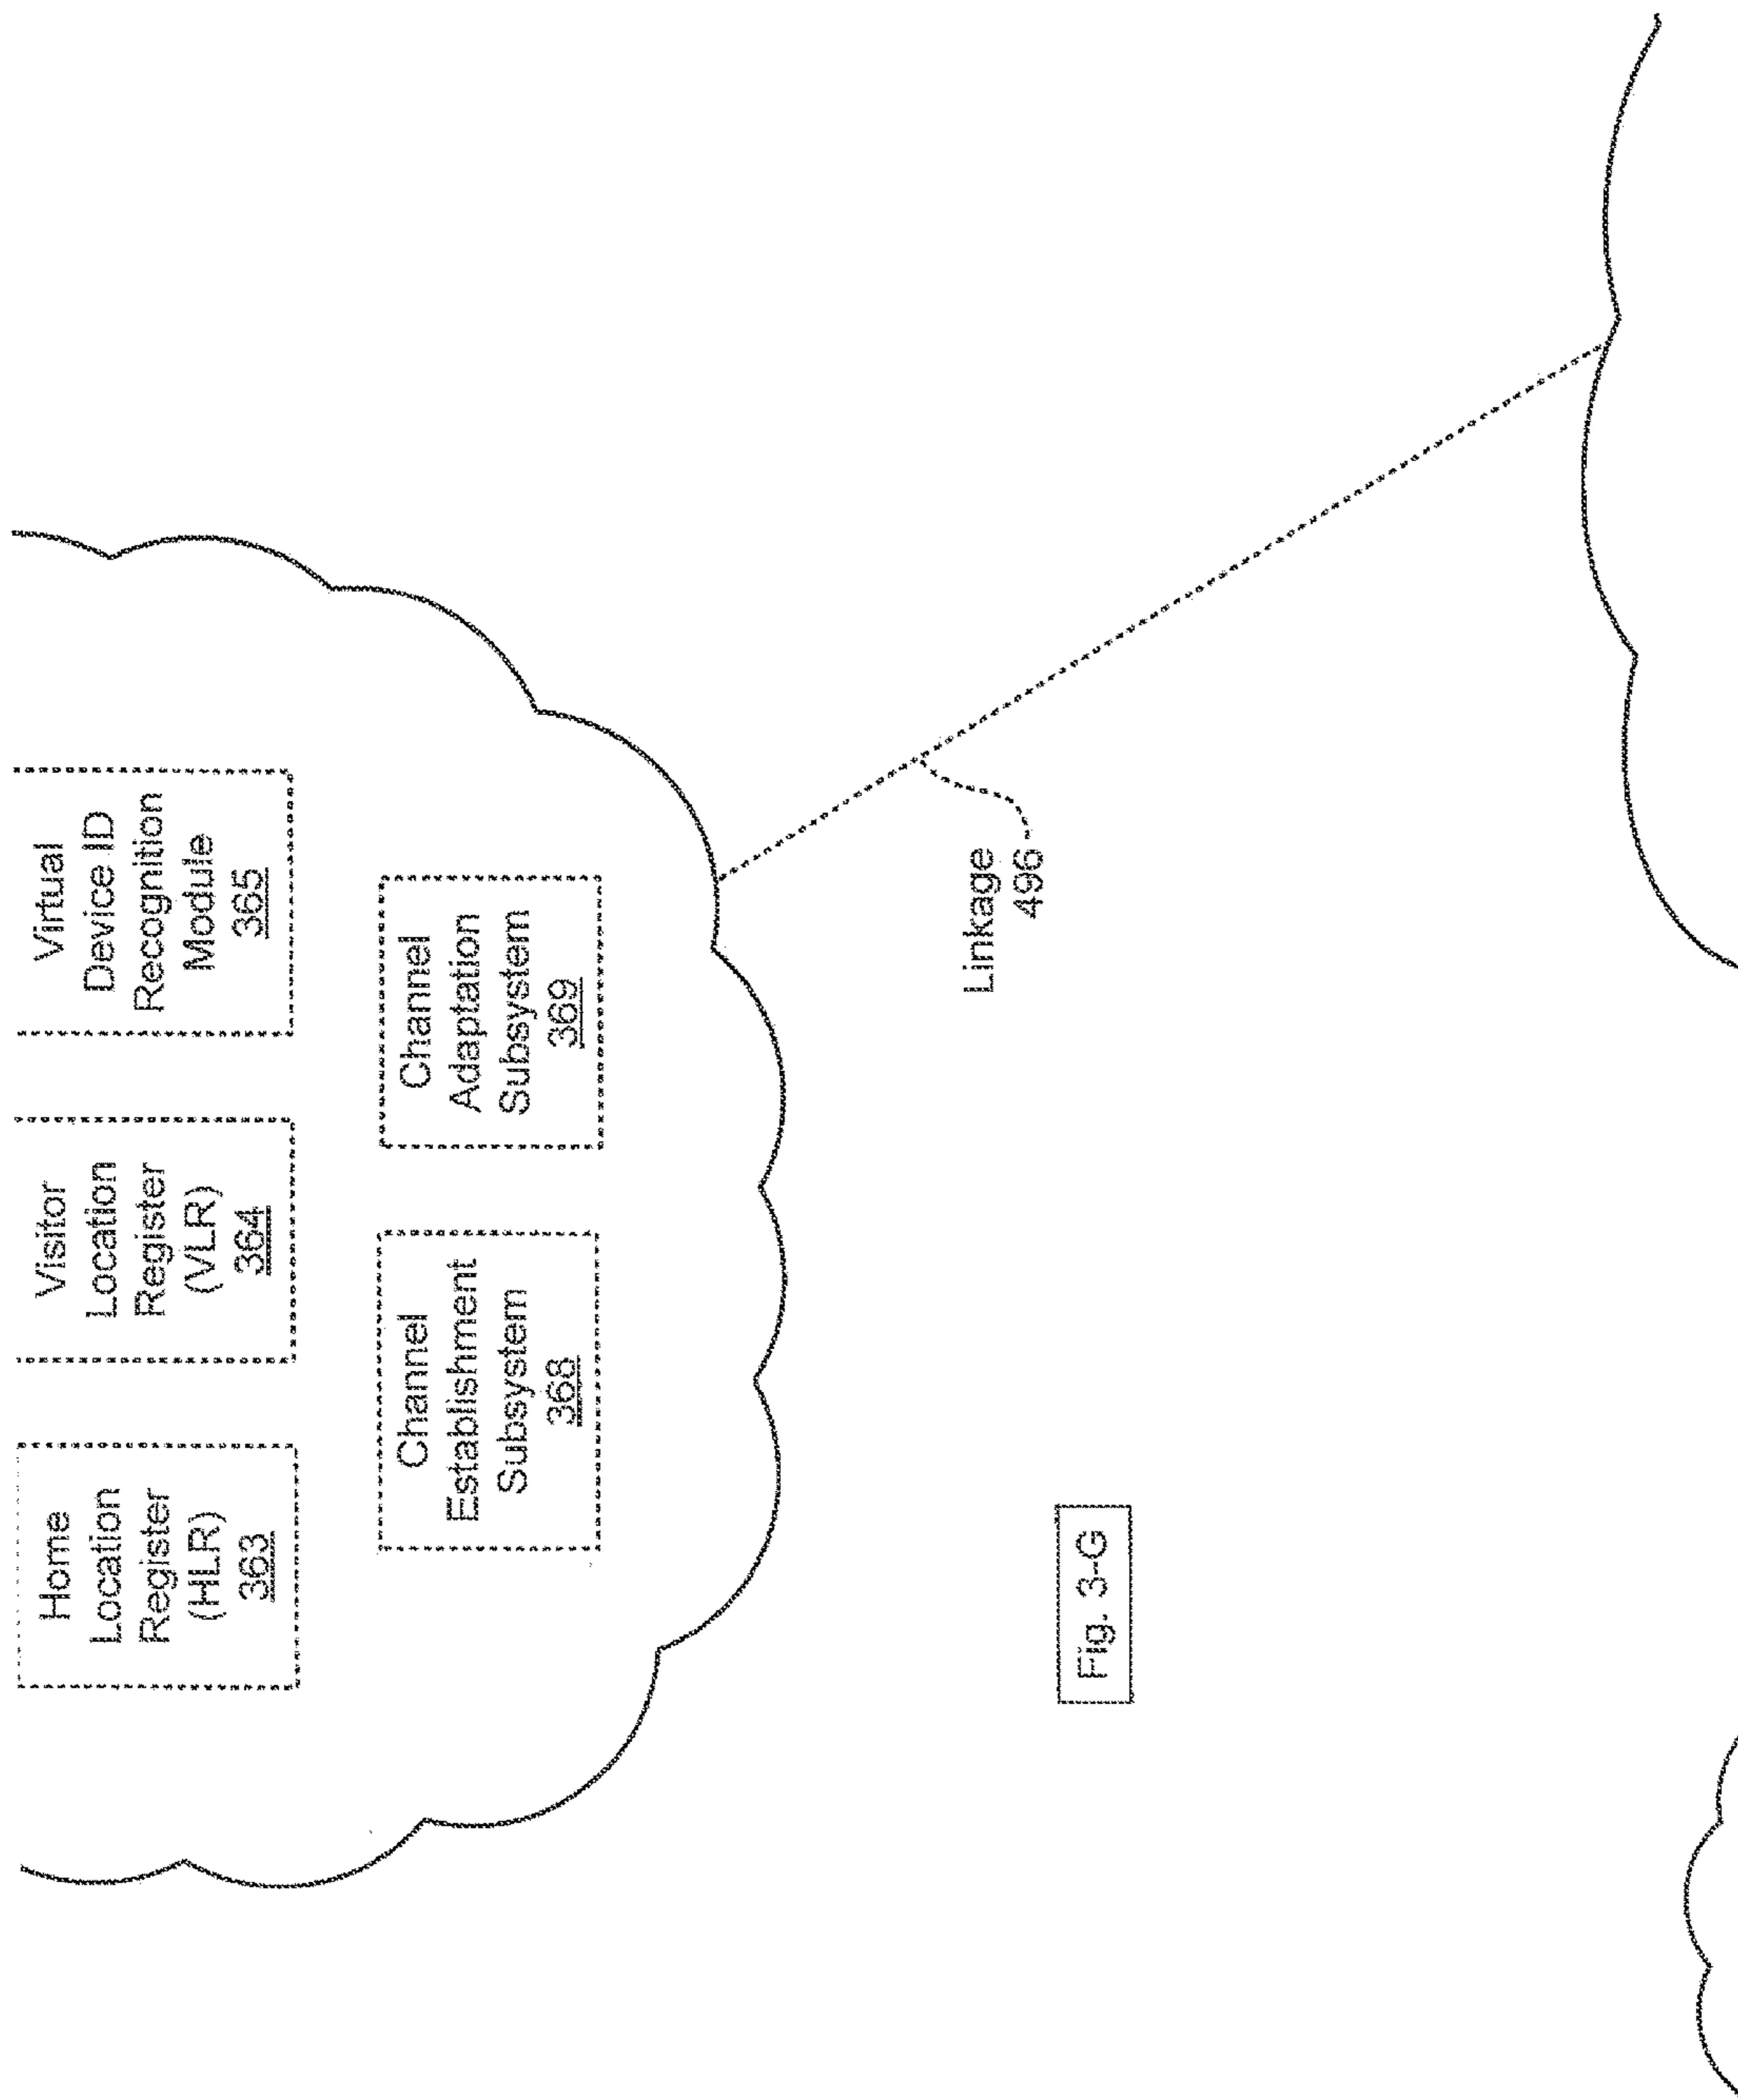 Home
Location
Register
(HLR)
363
Visitor
Location
Register
(VLR)
364
Virtual
Device ID
Recognition
Module
365
Channel
Establishment
Subsystem
368
Channel
Adaptation
Subsystem
369
Linkage
496
Fig. 3-G